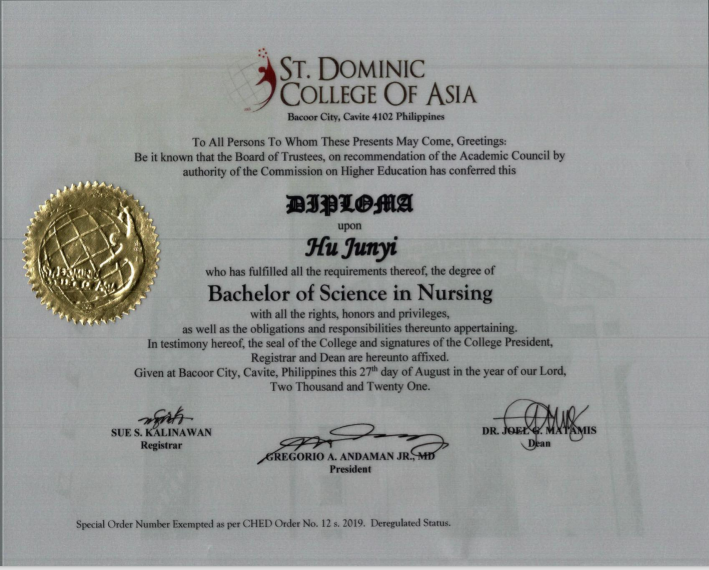 ST. DOMINIC
COLLEGE OF ASIA
Bacoor City, Cavite 4102 Philippines
To All Persons To Whom These Presents May Come, Greetings:
Be it known that the Board of Trustees, on recommendation of the Academic Council by
authority of the Commission on Higher Education has conferred this
DIPLOMA
upon
Hu Junyi
who has fulfilled all the requirements thereof, the degree of
Bachelor of Science in Nursing
with all the rights, honors and privileges,
as well as the obligations and responsibilities thereunto appertaining.
In testimony hereof, the seal of the College and signatures of the College President,
Registrar and Dean are hereunto affixed.
Given at Bacoor City, Cavite, Philippines this 27th day of August in the year of our Lord,
Two Thousand and Twenty One.
SUE S. KALINAWAN
Registrar
GREGORIO A. ANDAMAN JR., MD
President
DR. JOEL G. MATAMIS
Dean
Special Order Number Exempted as per CHED Order No. 12 s. 2019. Deregulated Status.